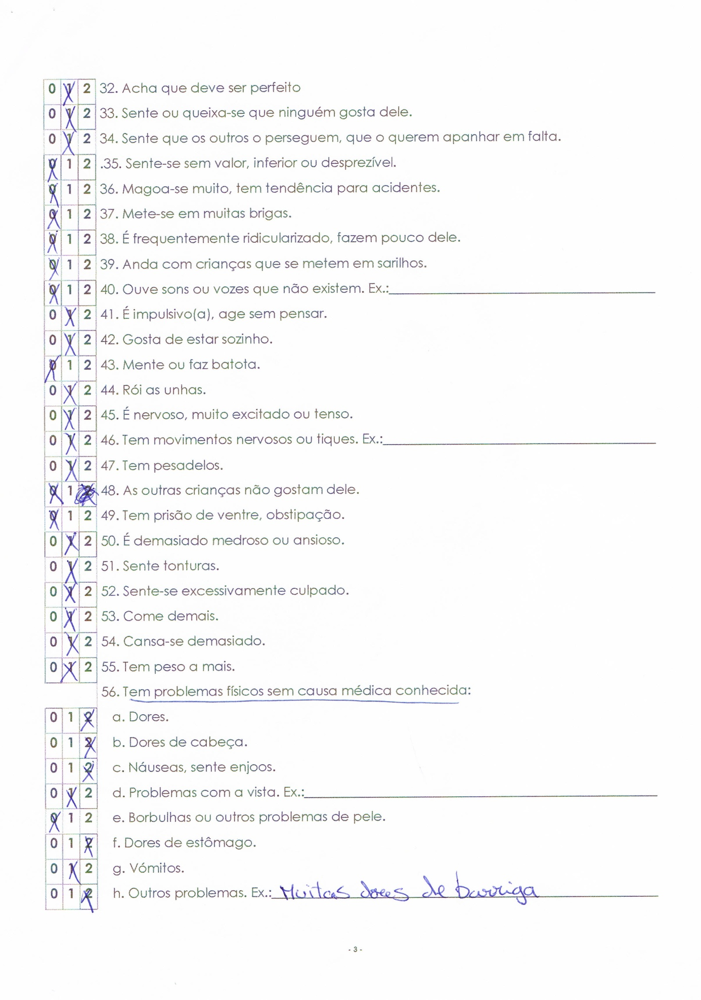 0 1 2 32. Acha que deve ser perfeito
0 1 2 33. Sente ou queixa-se que ninguém gosta dele.
0 1 2 34. Sente que os outros o perseguem, que o querem apanhar em falta.
0 1 2 .35. Sente-se sem valor, inferior ou desprezível.
0 1 2 36. Magoa-se muito, tem tendência para acidentes.
0 1 2 37. Mete-se em muitas brigas.
0 1 2 38. É frequentemente ridicularizado, fazem pouco dele.
0 1 2 39. Anda com crianças que se metem em sarilhos.
0 1 2 40. Ouve sons ou vozes que não existem. Ex.:
0 1 2 41. É impulsivo(a), age sem pensar.
0 1 2 42. Gosta de estar sozinho.
0 1 2 43. Mente ou faz batota.
0 1 2 44. Rói as unhas.
0 1 2 45. É nervoso, muito excitado ou tenso.
0 1 2 46. Tem movimentos nervosos ou tiques. Ex.:
0 1 2 47. Tem pesadelos.
0 1 2 48. As outras crianças não gostam dele.
0 1 2 49. Tem prisão de ventre, obstipação.
0 1 2 50. É demasiado medroso ou ansioso.
0 1 2 51. Sente tonturas.
0 1 2 52. Sente-se excessivamente culpado.
0 1 2 53. Come demais.
0 1 2 54. Cansa-se demasiado.
0 1 2 55. Tem peso a mais.
56. Tem problemas físicos sem causa médica conhecida:
0 1 2 a. Dores.
0 1 2 b. Dores de cabeça.
0 1 2 c. Náuseas, sente enjoos.
0 1 2 d. Problemas com a vista. Ex.:
0 1 2 e. Borbulhas ou outros problemas de pele.
0 1 2 f. Dores de estômago.
0 1 2 g. Vómitos.
0 1 2 h. Outros problemas. Ex.: Muitas dores de barriga
- 3 -